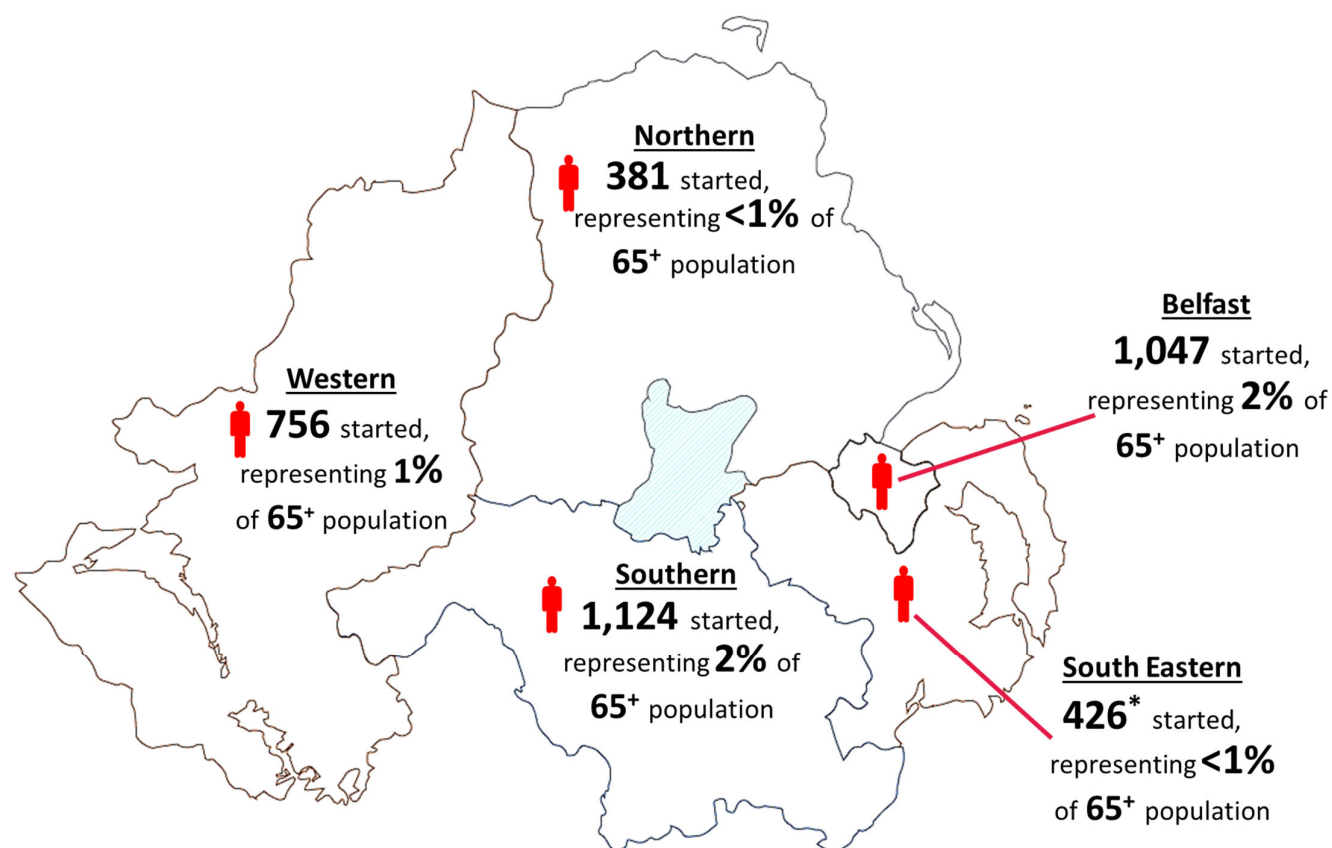 Northern
381 started,
representing <1% of
65+ population
Belfast
1,047 started,
representing 2% of
65+ population
Western
756 started,
representing 1%
of 65+ population
Southern
1,124 started,
representing 2% of
65+ population
South Eastern
426* started,
representing <1%
of 65+ population